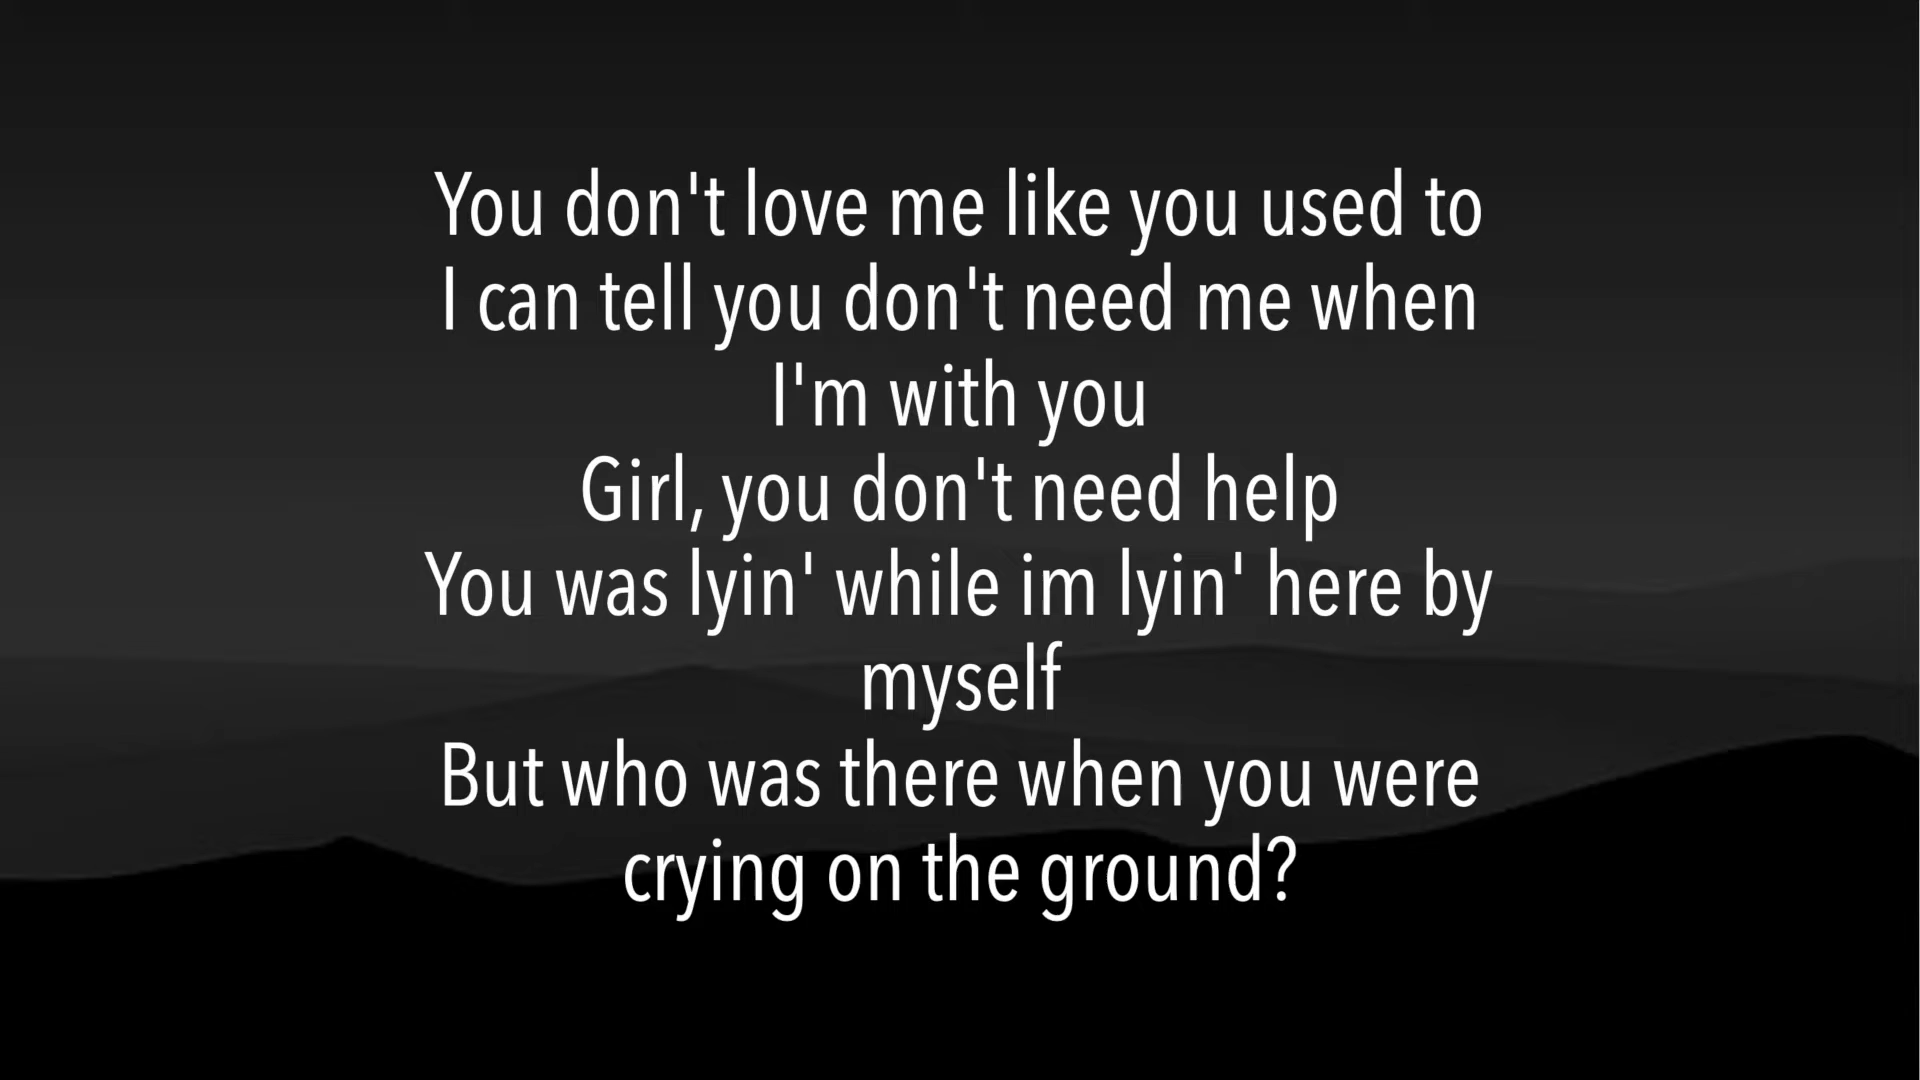 You don't love me like you used to
I can tell you don't need me when
I'm with you
Girl, you don't need help
You was lyin' while im lyin' here by
myself
But who was there when you were
crying on the ground?